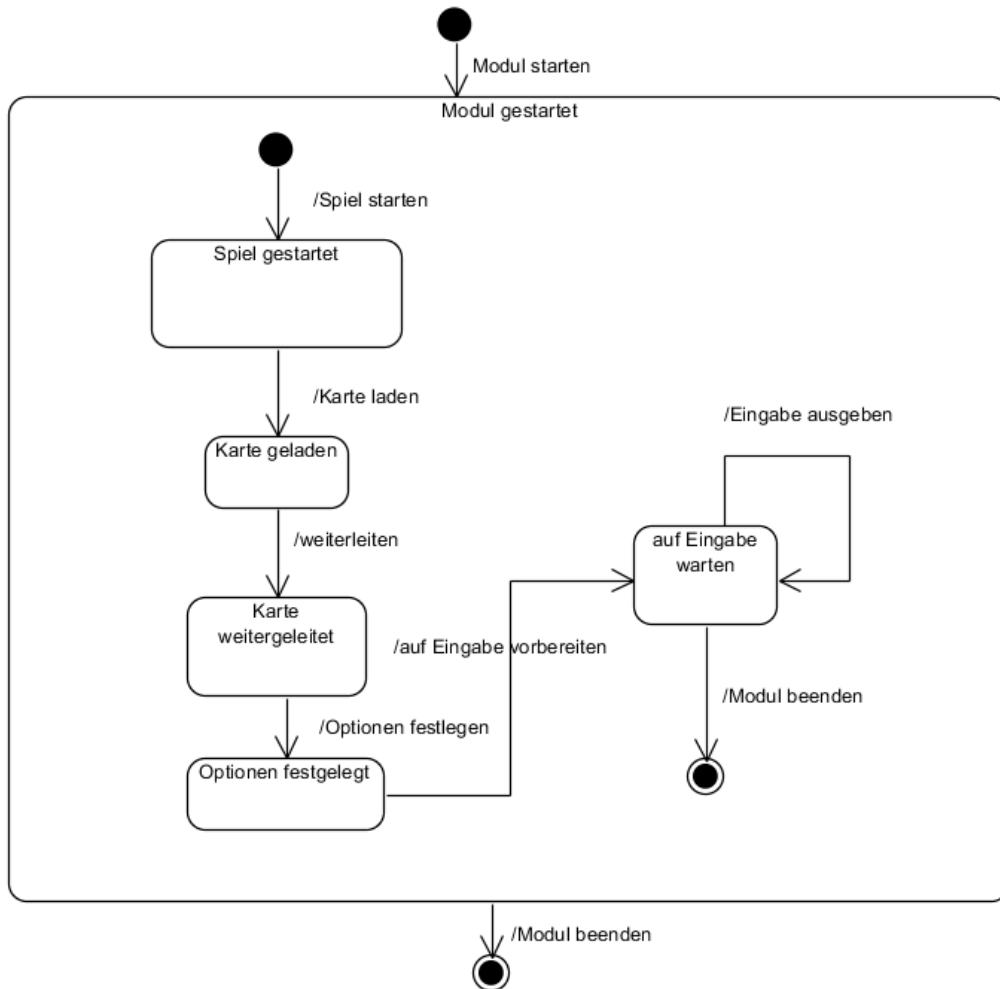 Modul starten
Modul gestartet
/Spiel starten
Spiel gestartet
/Karte laden
Karte geladen
/weiterleiten
Karte
weitergeleitet
/Optionen festlegen
Optionen festgelegt
/auf Eingabe vorbereiten
/Eingabe ausgeben
auf Eingabe
warten
/Modul beenden
/Modul beenden